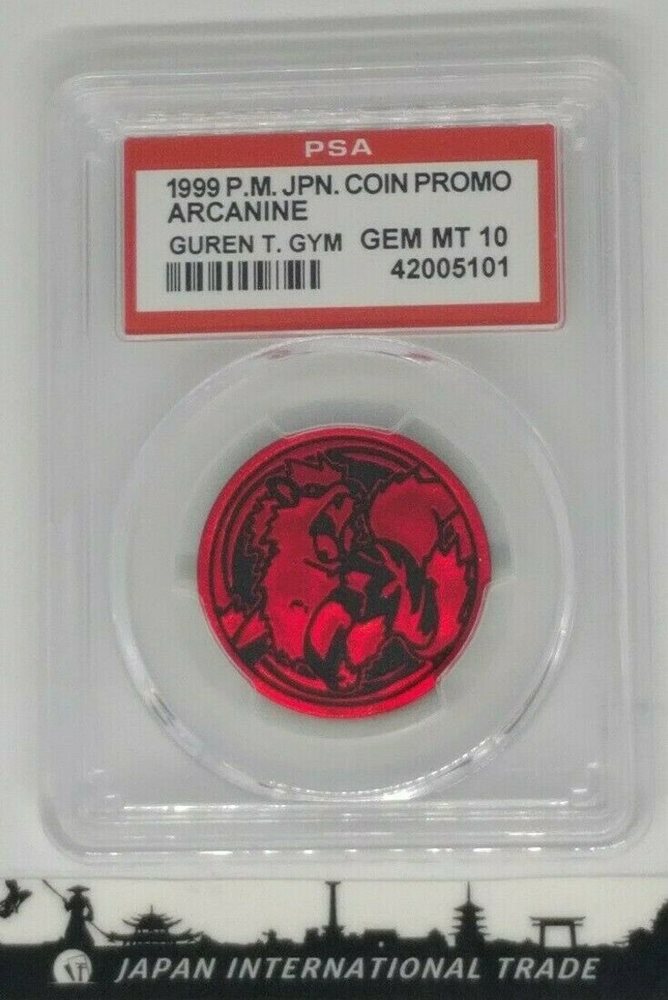 PSA
1999 P.M. JPN. COIN PROMO
ARCANINE
GUREN T. GYM GEM MT 10
42005101
JAPAN INTERNATIONAL TRADE